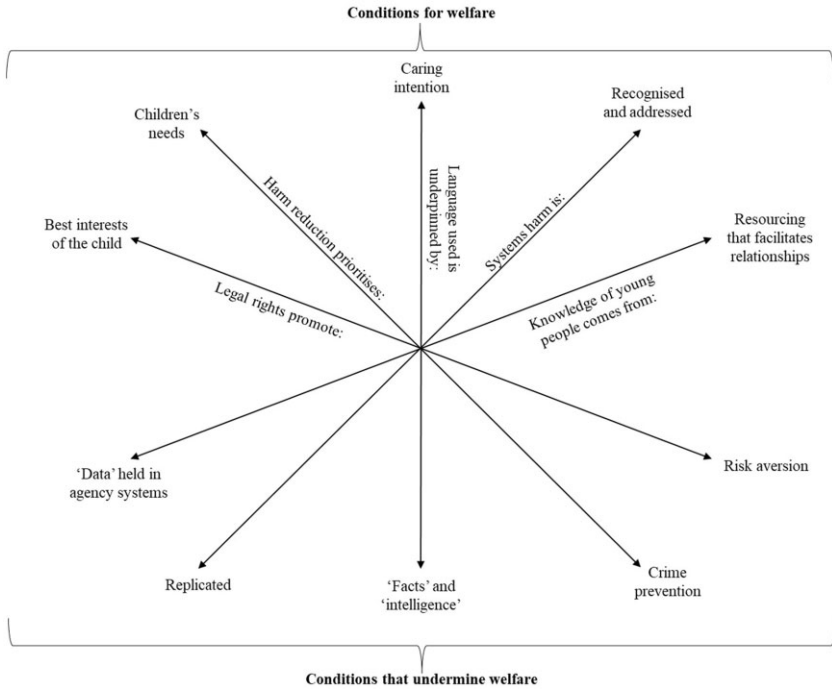 Conditions for welfare
Caring
intention
Recognised
and addressed
Children's
needs
Harm reduction prioritises:
Language used is
underpinned by:
Systems harm is:
Best interests
of the child
Resourcing
that facilitates
relationships
Legal rights promote:
Knowledge of young
people comes from:
'Data' held in
agency systems
Risk aversion
Replicated
'Facts' and
'intelligence'
Crime
prevention
Conditions that undermine welfare